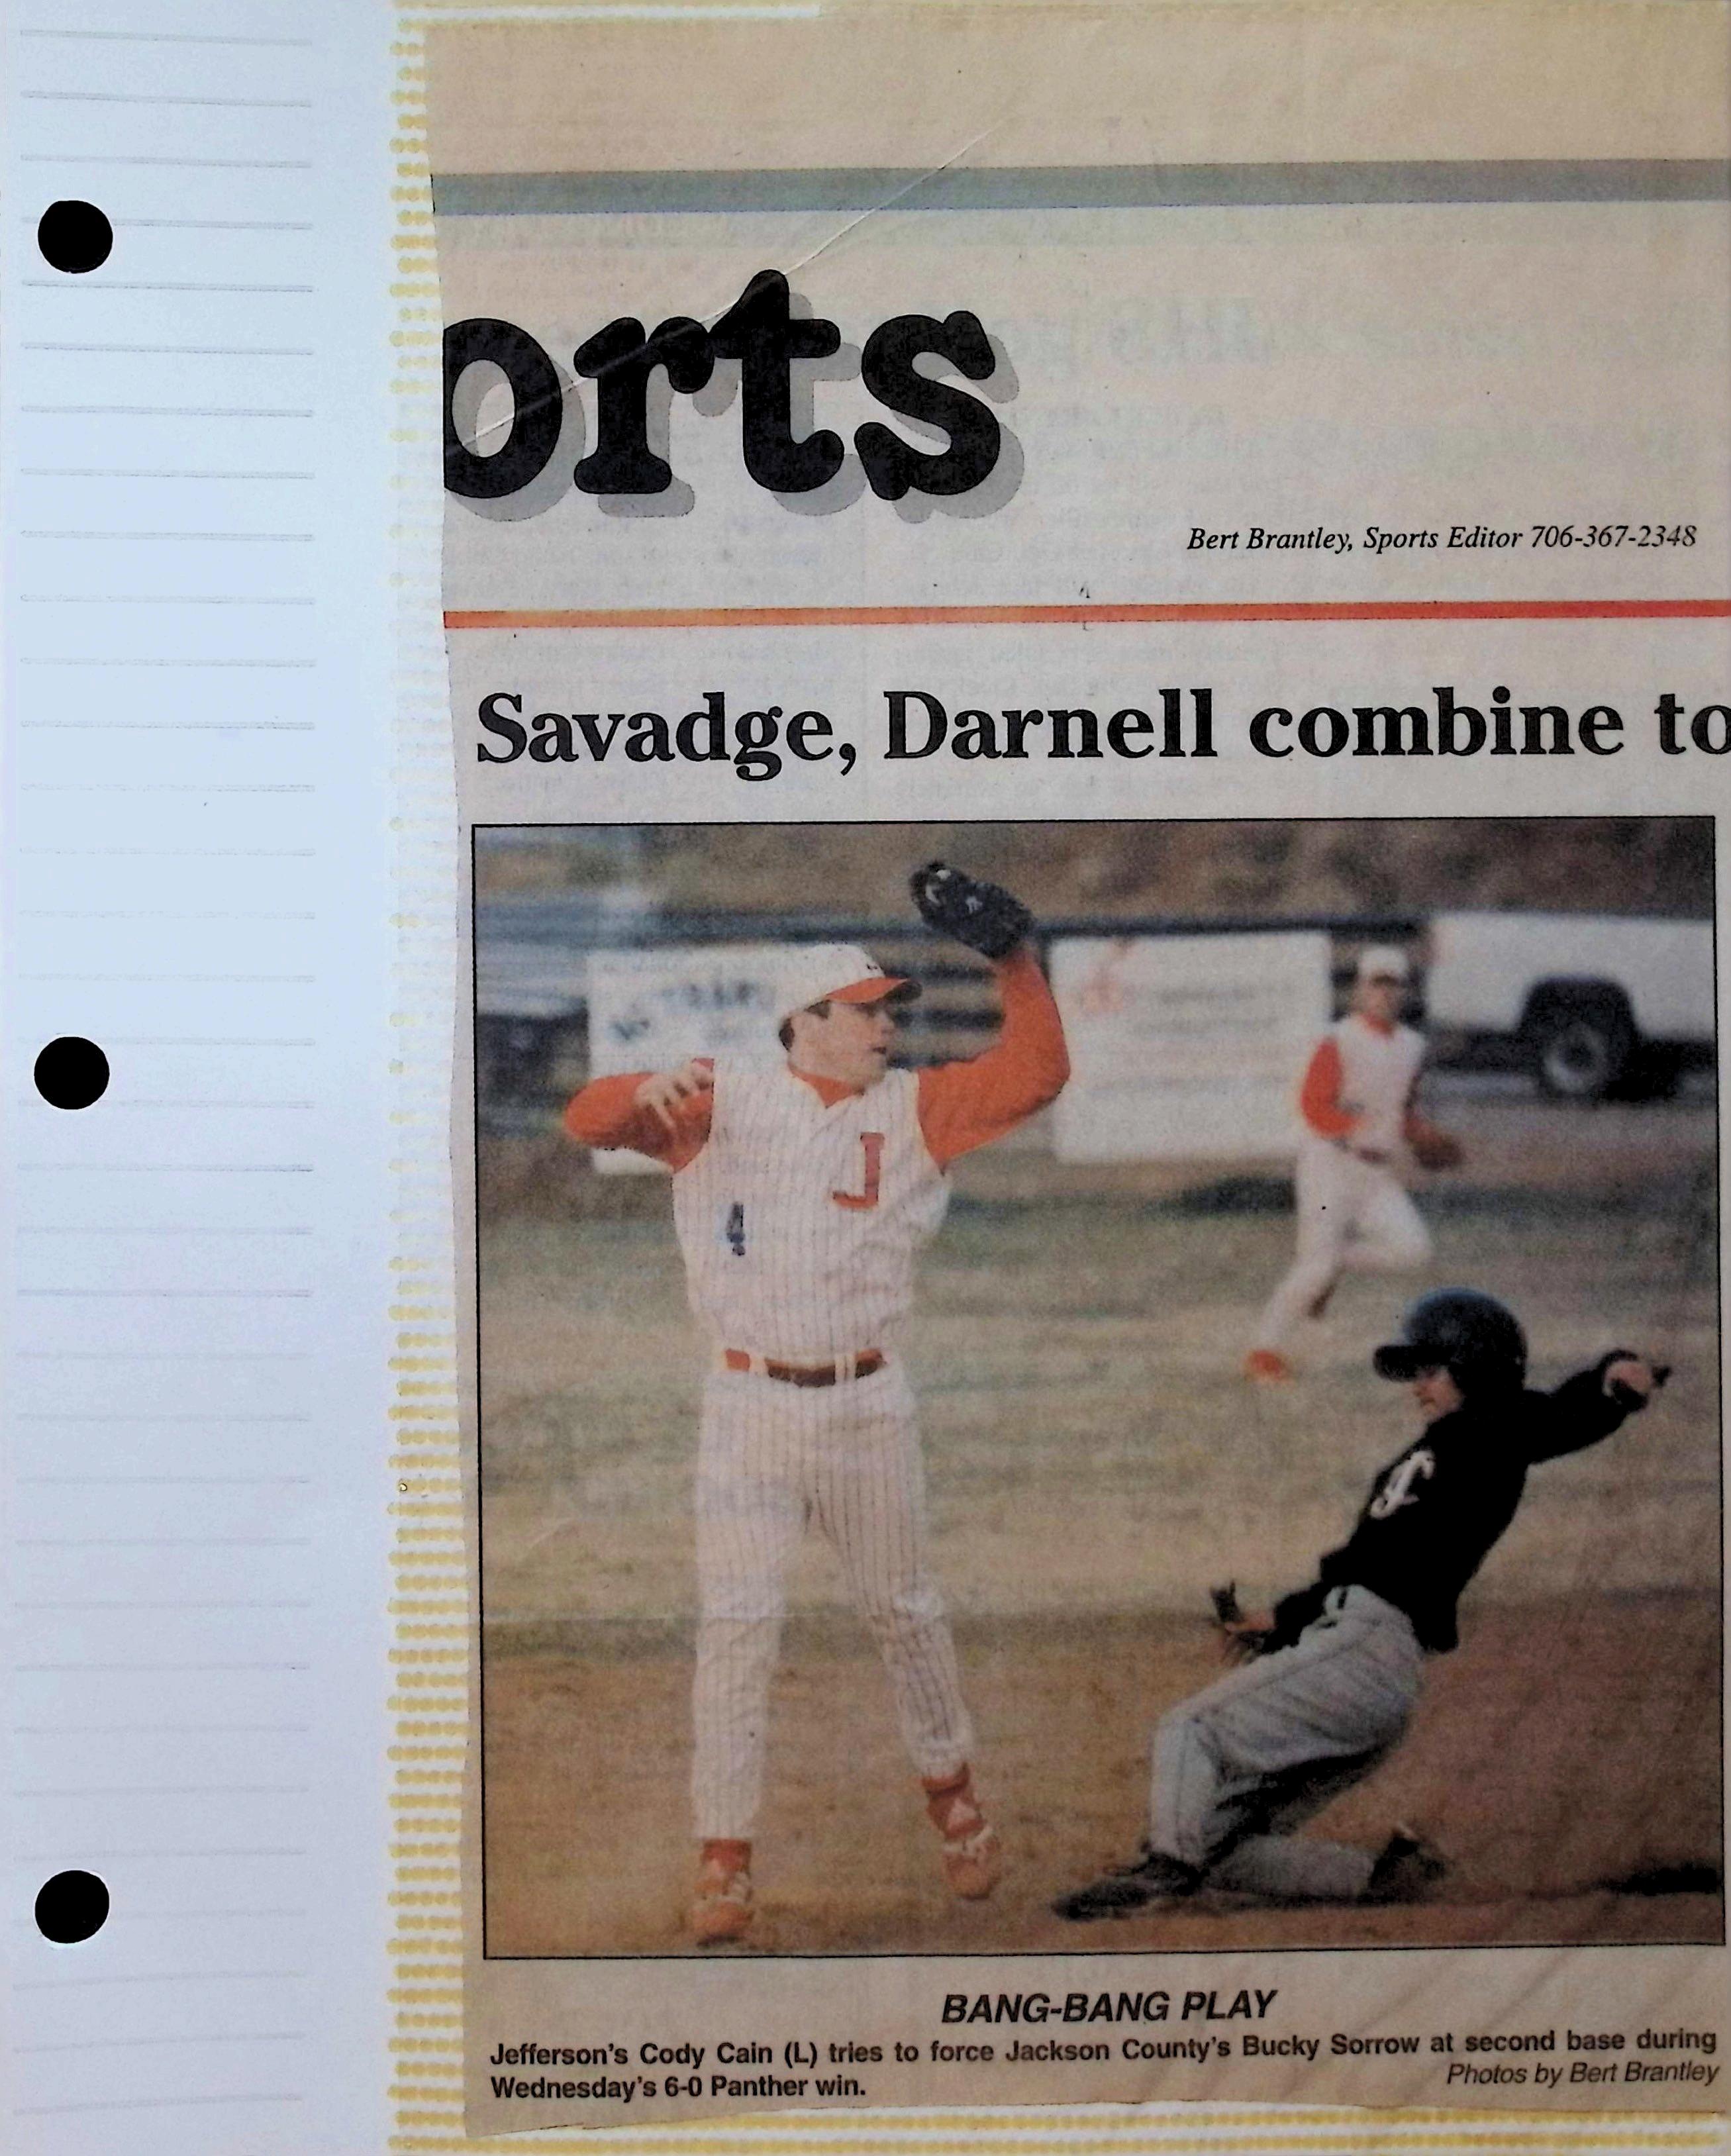 orts
Bert Brantley, Sports Editor 706-367-2348
Savadge, Darnell combine to
J
4
BANG-BANG PLAY
Jefferson's Cody Cain (L) tries to force Jackson County's Bucky Sorrow at second base during
Wednesday's 6-0 Panther win.
Photos by Bert Brantley